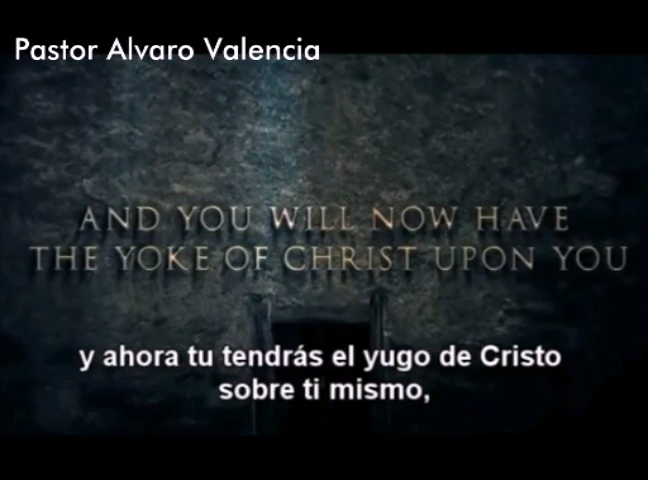 Pastor Alvaro Valencia
AND YOU WILL NOW HAVE
THE YOKE OF CHRIST UPON YOU
y ahora tu tendrás el yugo de Cristo
sobre ti mismo,